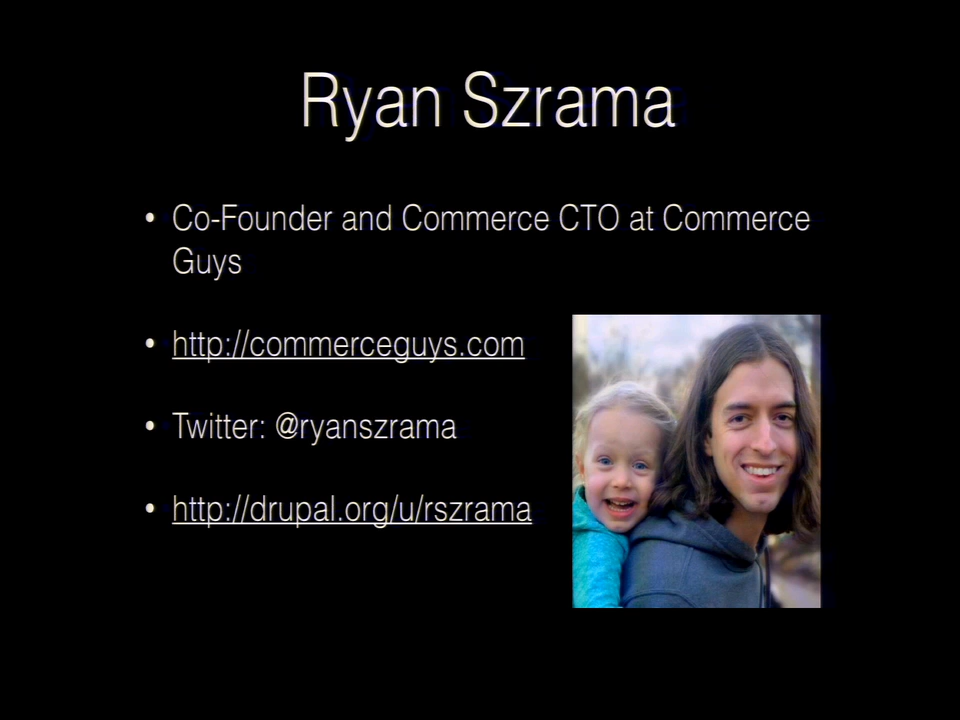 Ryan Szrama
• Co-Founder and Commerce CTO at Commerce
Guys
• http://commerceguys.com
• Twitter: @ryanszrama
• http://drupal.org/u/rszrama